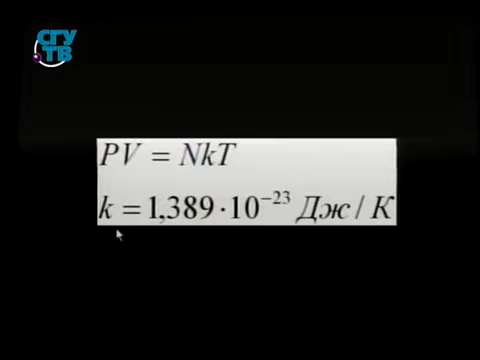 СГУ
ТВ
PV = NkT
k = 1,389 · 10⁻²³ Дж / К